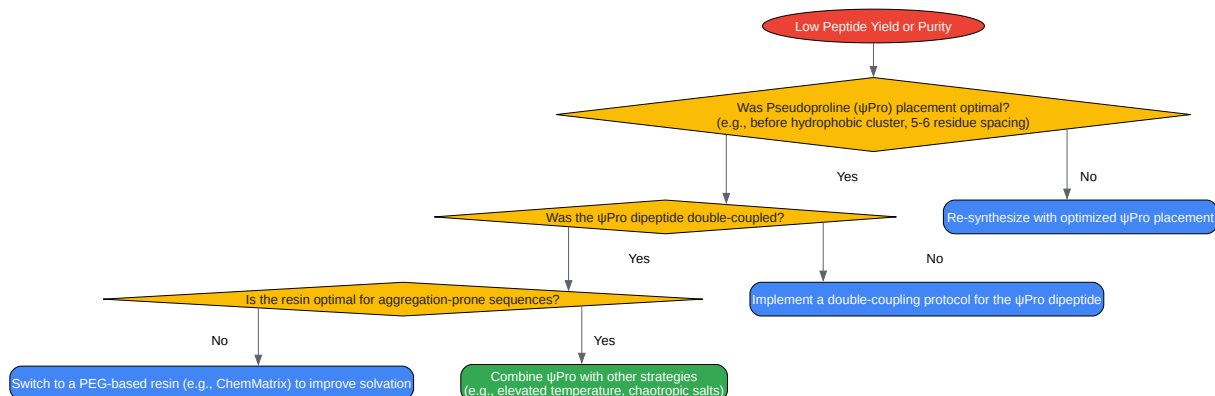 Low Peptide Yield or Purity
Was Pseudoproline (ψPro) placement optimal?
(e.g., before hydrophobic cluster, 5-6 residue spacing)
Yes
No
Re-synthesize with optimized ψPro placement
Was the ψPro dipeptide double-coupled?
Yes
No
Implement a double-coupling protocol for the ψPro dipeptide
Is the resin optimal for aggregation-prone sequences?
No
Yes
Switch to a PEG-based resin (e.g., ChemMatrix) to improve solvation
Combine ψPro with other strategies
(e.g., elevated temperature, chaotropic salts)